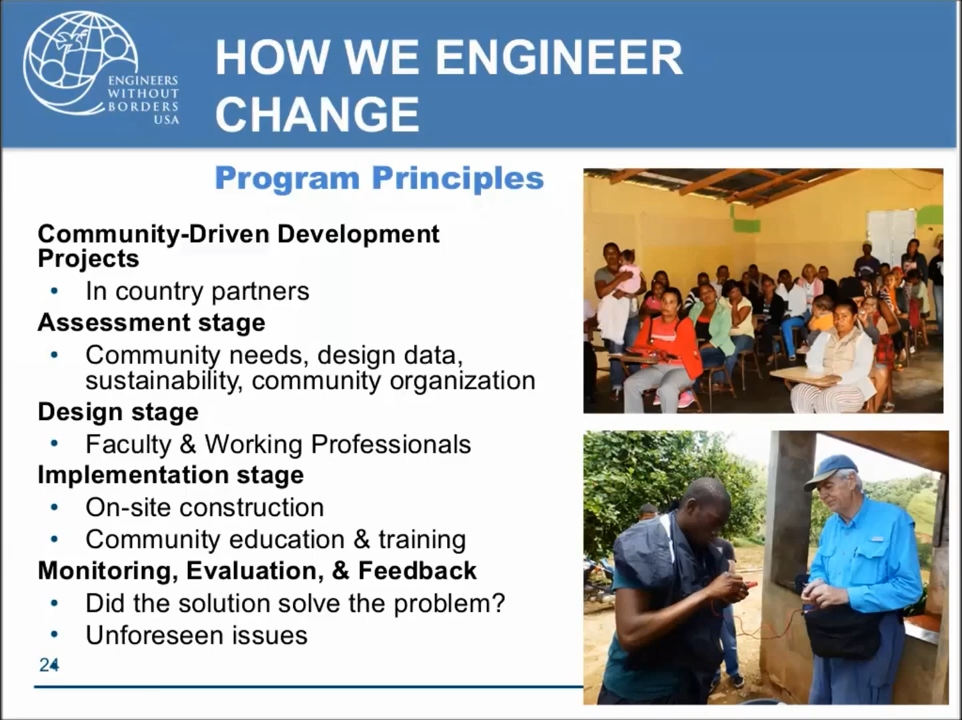 ENGINEERS
WITHOUT
BORDERS
USA
HOW WE ENGINEER
CHANGE
Program Principles
Community-Driven Development
Projects
• In country partners
Assessment stage
• Community needs, design data,
sustainability, community organization
Design stage
• Faculty & Working Professionals
Implementation stage
• On-site construction
• Community education & training
Monitoring, Evaluation, & Feedback
• Did the solution solve the problem?
• Unforeseen issues
24